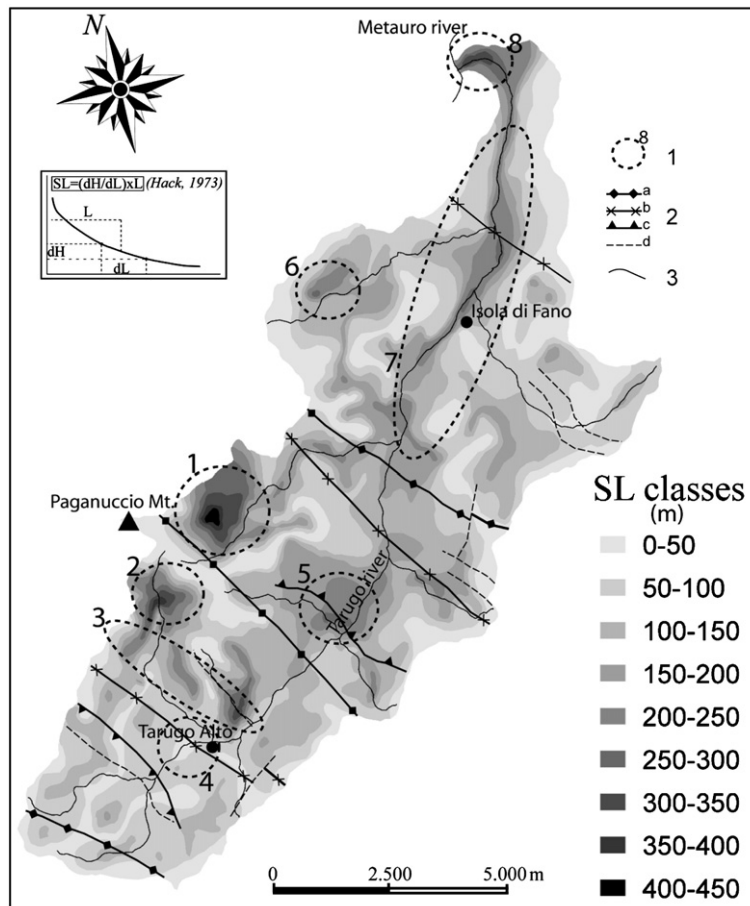 Metauro river
N
8
8
1
SL=(dH/dL)xL (Hack, 1973)
L
dH
dL
a
b
c
d
2
3
6
Isola di Fano
7
1
Paganuccio Mt.
2
5
Tarugo river
3
Tarugo Alto
4
SL classes
(m)
0-50
50-100
100-150
150-200
200-250
250-300
300-350
350-400
400-450
0 2.500 5.000 m